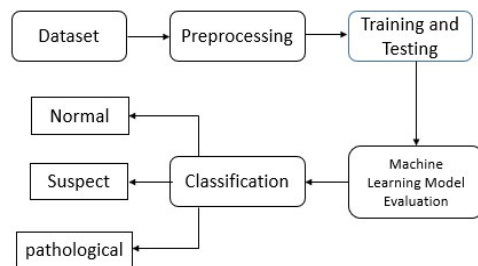 Dataset
Preprocessing
Training and
Testing
Normal
Suspect
Classification
Machine
Learning Model
Evaluation
pathological